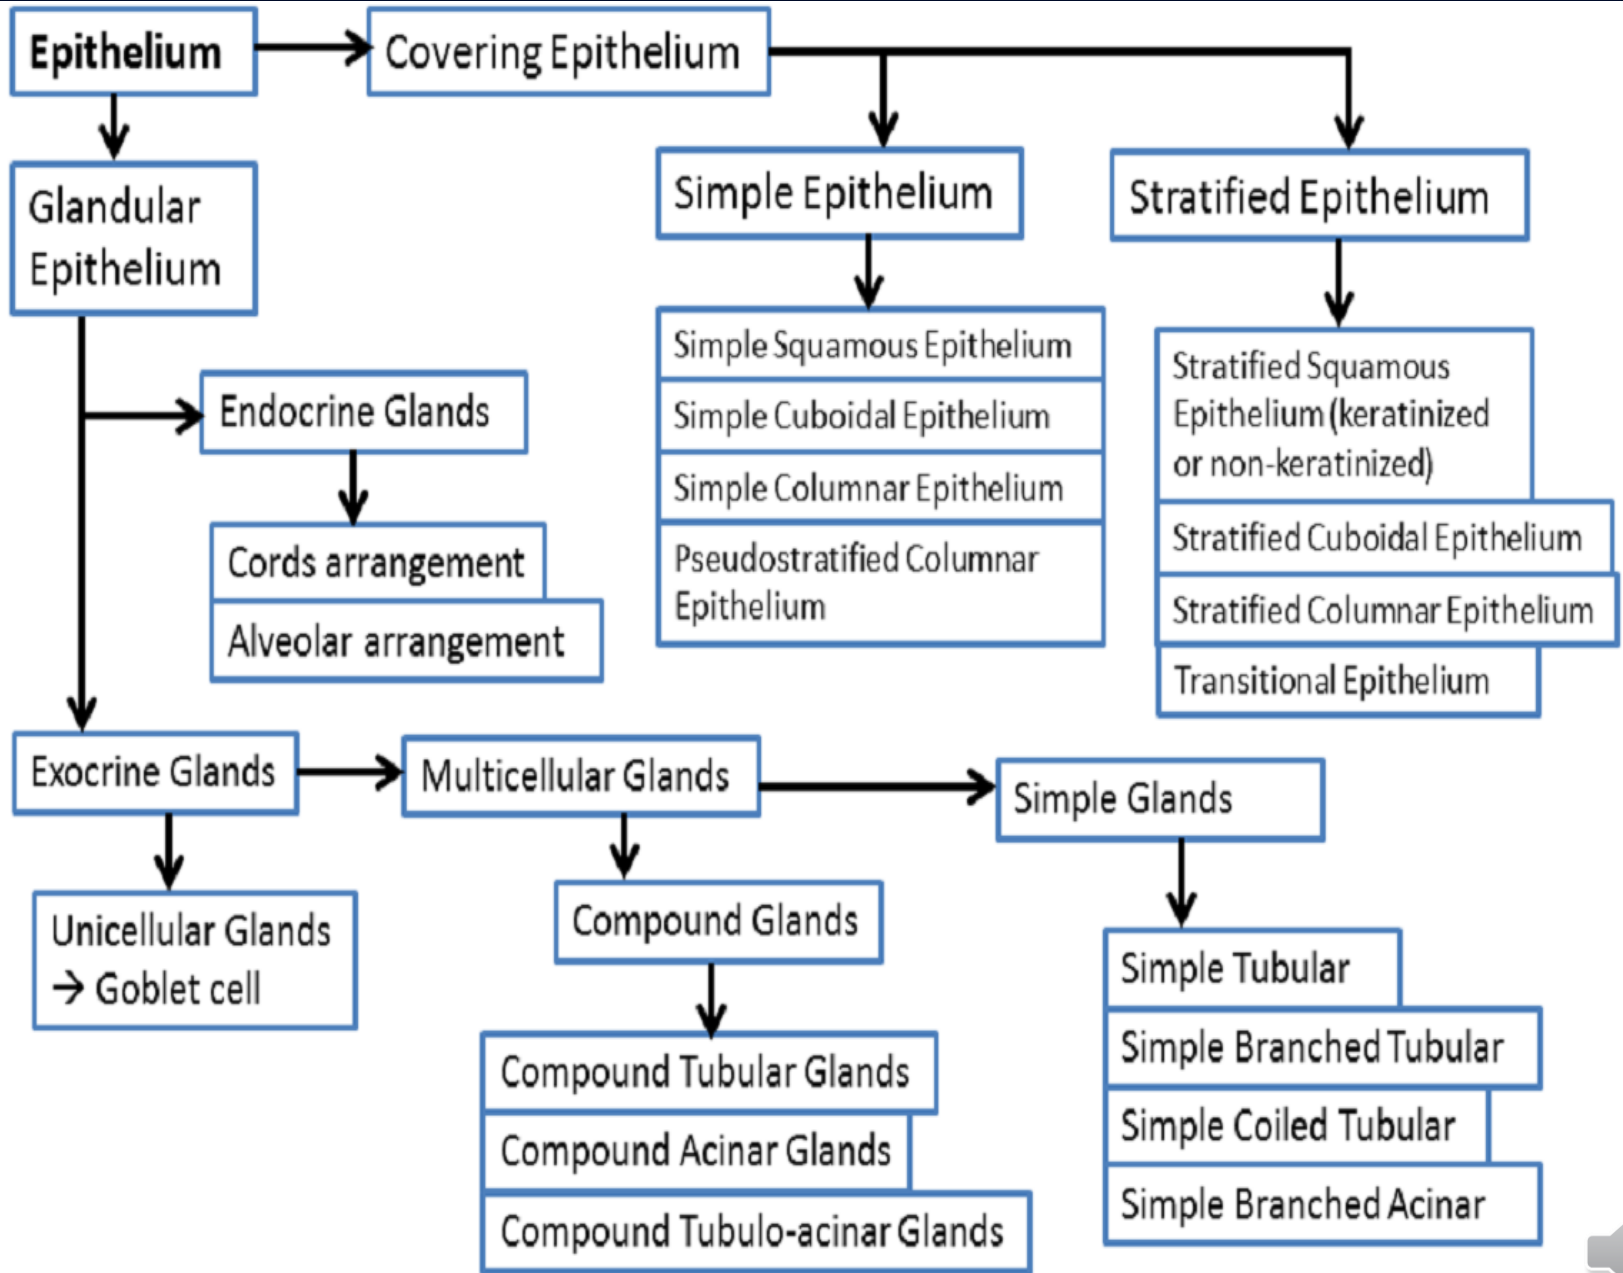 Epithelium
Covering Epithelium
Glandular
Epithelium
Simple Epithelium
Stratified Epithelium
Simple Squamous Epithelium
Simple Cuboidal Epithelium
Simple Columnar Epithelium
Pseudostratified Columnar
Epithelium
Stratified Squamous
Epithelium (keratinized
or non-keratinized)
Stratified Cuboidal Epithelium
Stratified Columnar Epithelium
Transitional Epithelium
Endocrine Glands
Cords arrangement
Alveolar arrangement
Exocrine Glands
Multicellular Glands
Simple Glands
Unicellular Glands
→ Goblet cell
Compound Glands
Compound Tubular Glands
Compound Acinar Glands
Compound Tubulo-acinar Glands
Simple Tubular
Simple Branched Tubular
Simple Coiled Tubular
Simple Branched Acinar